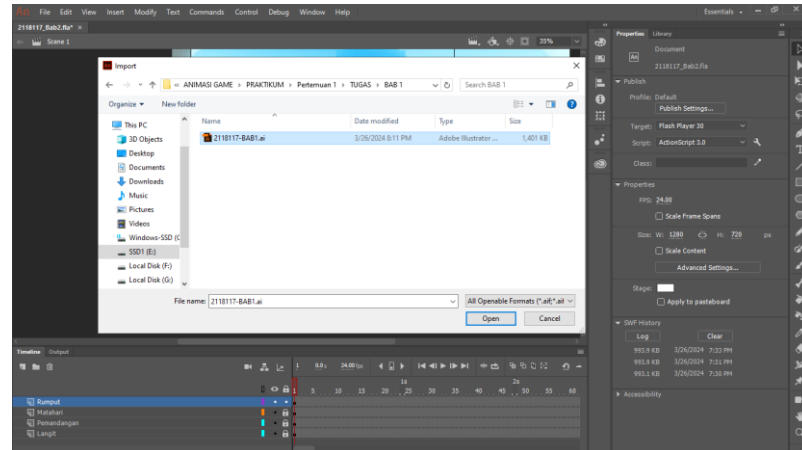 An File Edit View Insert Modify Text Commands Control Debug Window Help
Essentials
2118117_Bab2.fla* ×
Scene 1
35%
Import
« ANIMASI GAME > PRAKTIKUM > Pertemuan 1 > TUGAS > BAB 1
Search BAB 1
Organize
New folder
This PC
3D Objects
Desktop
Documents
Downloads
Music
Pictures
Videos
Windows-SSD (C
SSD1 (E:)
Local Disk (F:)
Local Disk (G:)
Name Date modified Type Size
2118117-BAB1.ai 3/26/2024 8:11 PM Adobe Illustrator ... 1,401 KB
File name: 2118117-BAB1.ai
All Openable Formats (*.aif;*.aif
Open Cancel
Properties Library
Document
An
2118117_Bab2.fla
Publish
Profile: Default
Publish Settings...
Target: Flash Player 30
Script: ActionScript 3.0
Class:
Properties
FPS: 24.00
Scale Frame Spans
Size: W: 1280 H: 720 px
Scale Content
Advanced Settings...
Stage:
Apply to pasteboard
SWF History
Log Clear
993.9 KB 3/26/2024 7:33 PM
993.9 KB 3/26/2024 7:31 PM
993.1 KB 3/26/2024 7:30 PM
Accessibility
Timeline Output
1 0.0 s 24.00 fps
1s 2s
1 5 10 15 20 25 30 35 40 45 50 55 60
Rumput
Matahari
Pemandangan
Langit